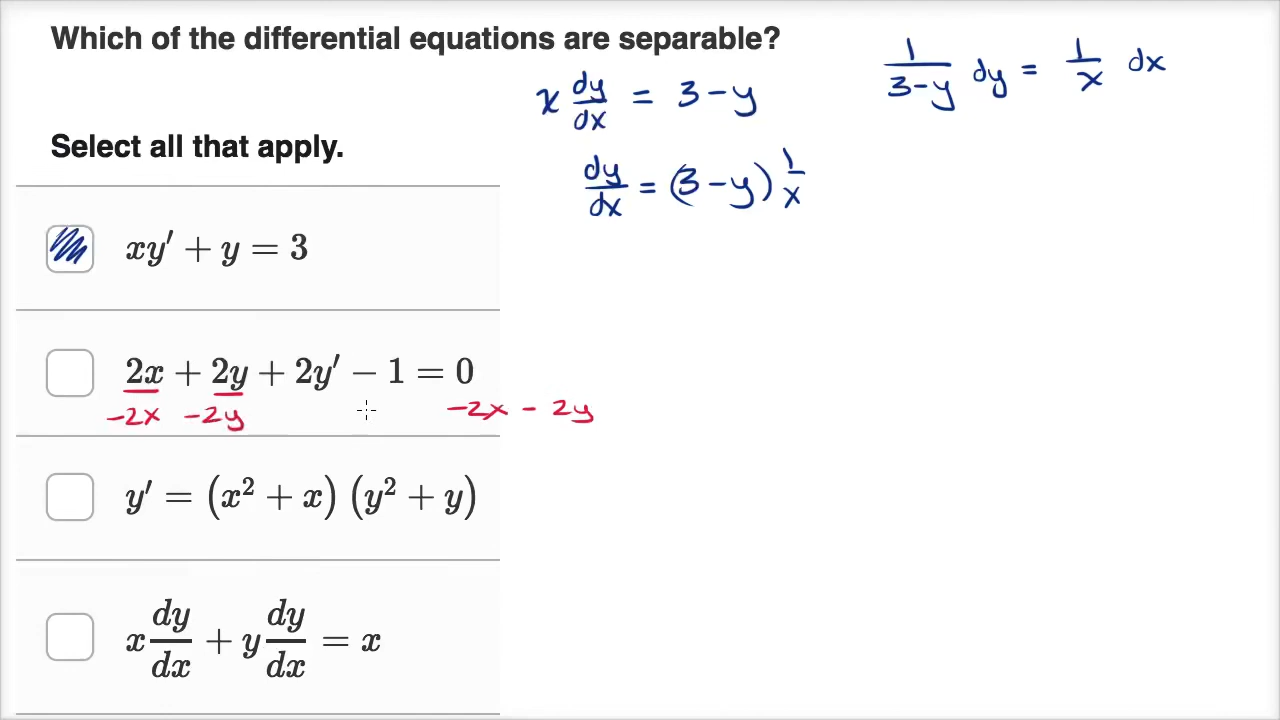 Which of the differential equations are separable?
x dy/dx = 3 - y
1/(3-y) dy = 1/x dx
Select all that apply.
dy/dx = (3 - y) 1/x
xy′ + y = 3
2x + 2y + 2y′ − 1 = 0
-2x -2y -2x - 2y
y′ = (x² + x) (y² + y)
x dy/dx + y dy/dx = x